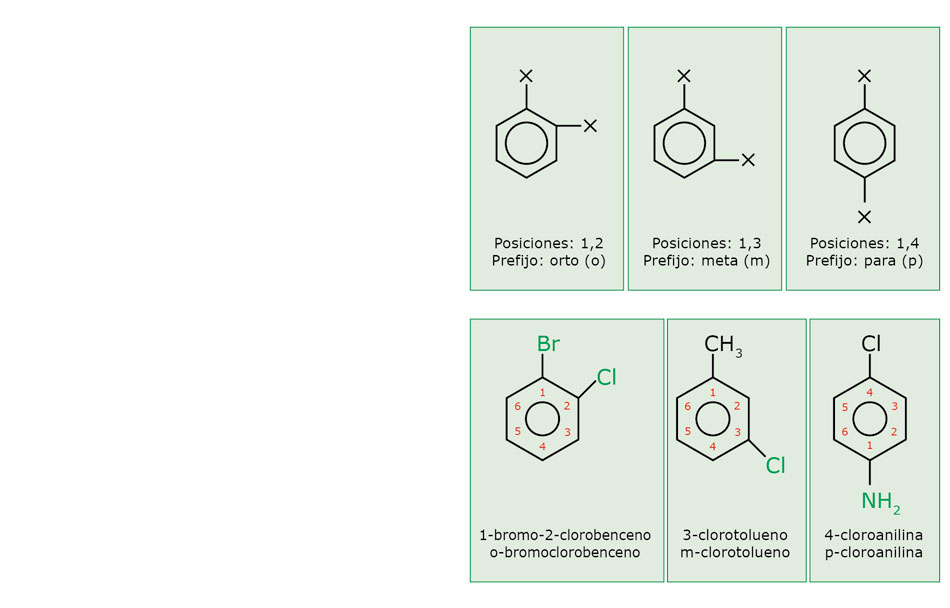 X
X
Posiciones: 1,2
Prefijo: orto (o)
X
X
Posiciones: 1,3
Prefijo: meta (m)
X
X
Posiciones: 1,4
Prefijo: para (p)
Br
Cl
1
6 2
5 3
4
1-bromo-2-clorobenceno
o-bromoclorobenceno
CH3
1
6 2
5 3
4
Cl
3-clorotolueno
m-clorotolueno
Cl
4
5 3
6 2
1
NH2
4-cloroanilina
p-cloroanilina